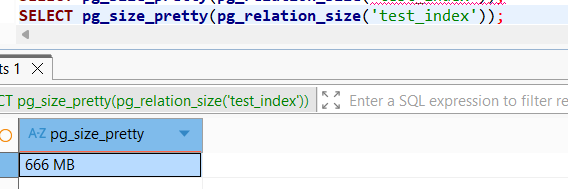 SELECT pg_size_pretty(pg_relation_size('test_index'));
ts 1
CT pg_size_pretty(pg_relation_size('test_index'))
Enter a SQL expression to filter re
A-Z pg_size_pretty
666 MB